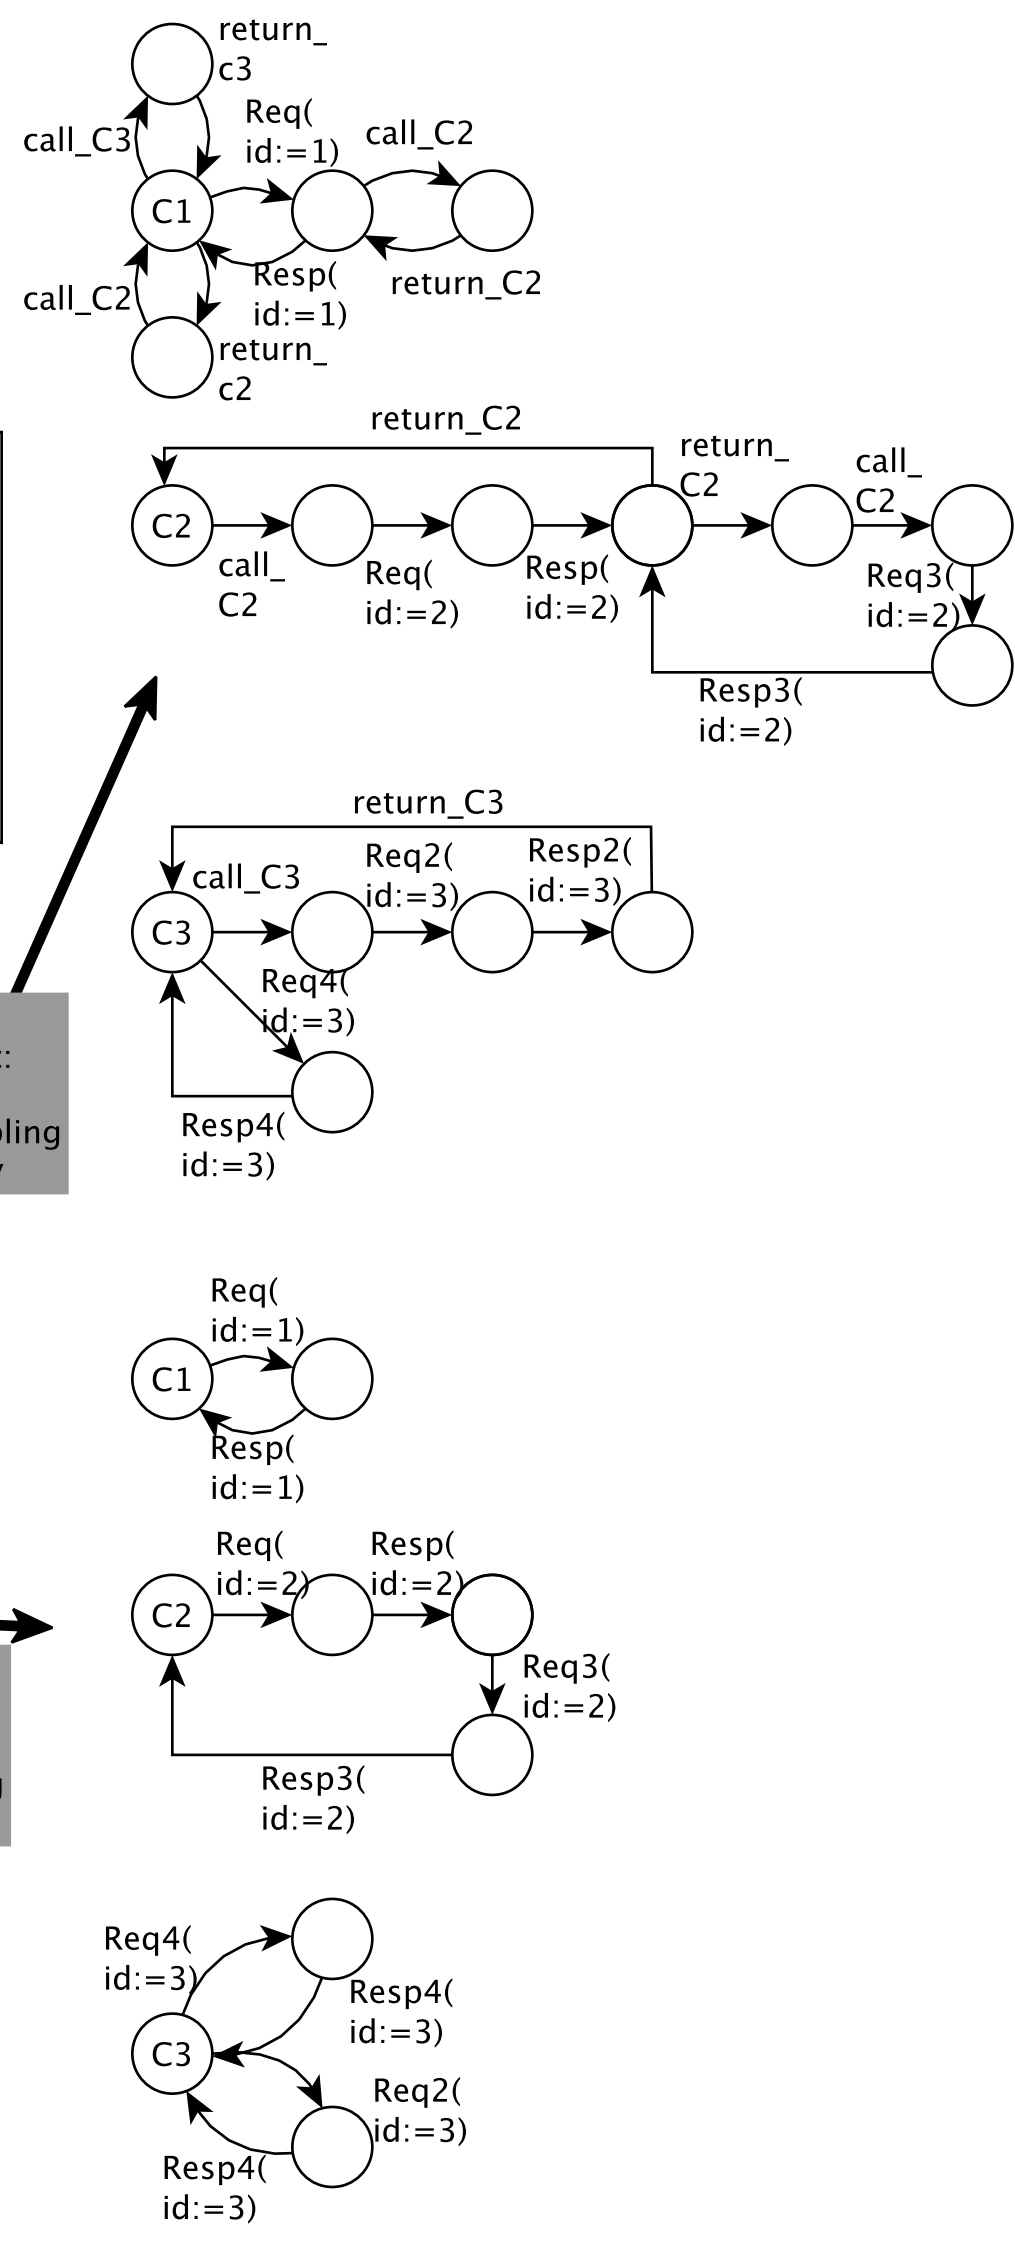 return_
c3
call_C3
Req(
id:=1)
call_C2
C1
Resp(
id:=1)
return_C2
call_C2
return_
c2
return_C2
return_
C2
call_
C2
C2
call_
C2
Req(
id:=2)
Resp(
id:=2)
Req3(
id:=2)
Resp3(
id:=2)
return_C3
call_C3
Req2(
id:=3)
Resp2(
id:=3)
C3
Req4(
id:=3)
Resp4(
id:=3)
Req(
id:=1)
C1
Resp(
id:=1)
Req(
id:=2)
Resp(
id:=2)
C2
Req3(
id:=2)
Resp3(
id:=2)
Req4(
id:=3)
Resp4(
id:=3)
C3
Req2(
id:=3)
Resp4(
id:=3)